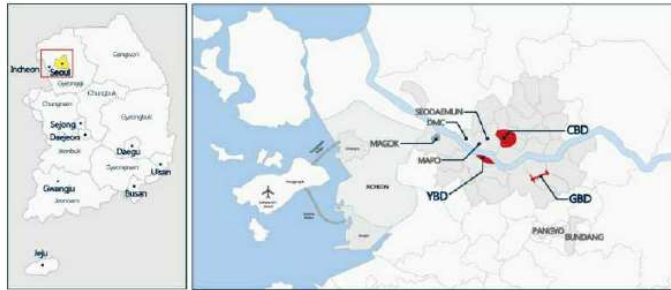 Gangwon
Incheon
Seoul
Gyeonggi
Chungnam
Chungbuk
Sejong
Daejeon
Gyeongbuk
Jeonbuk
Daegu
Gyeongnam
Ulsan
Gwangju
Busan
Jeonnam
Jeju
SEODAEMUN
DMC
CBD
MAGOK
MAPO
INCHEON
YBD
GBD
PANGYO
BUNDANG